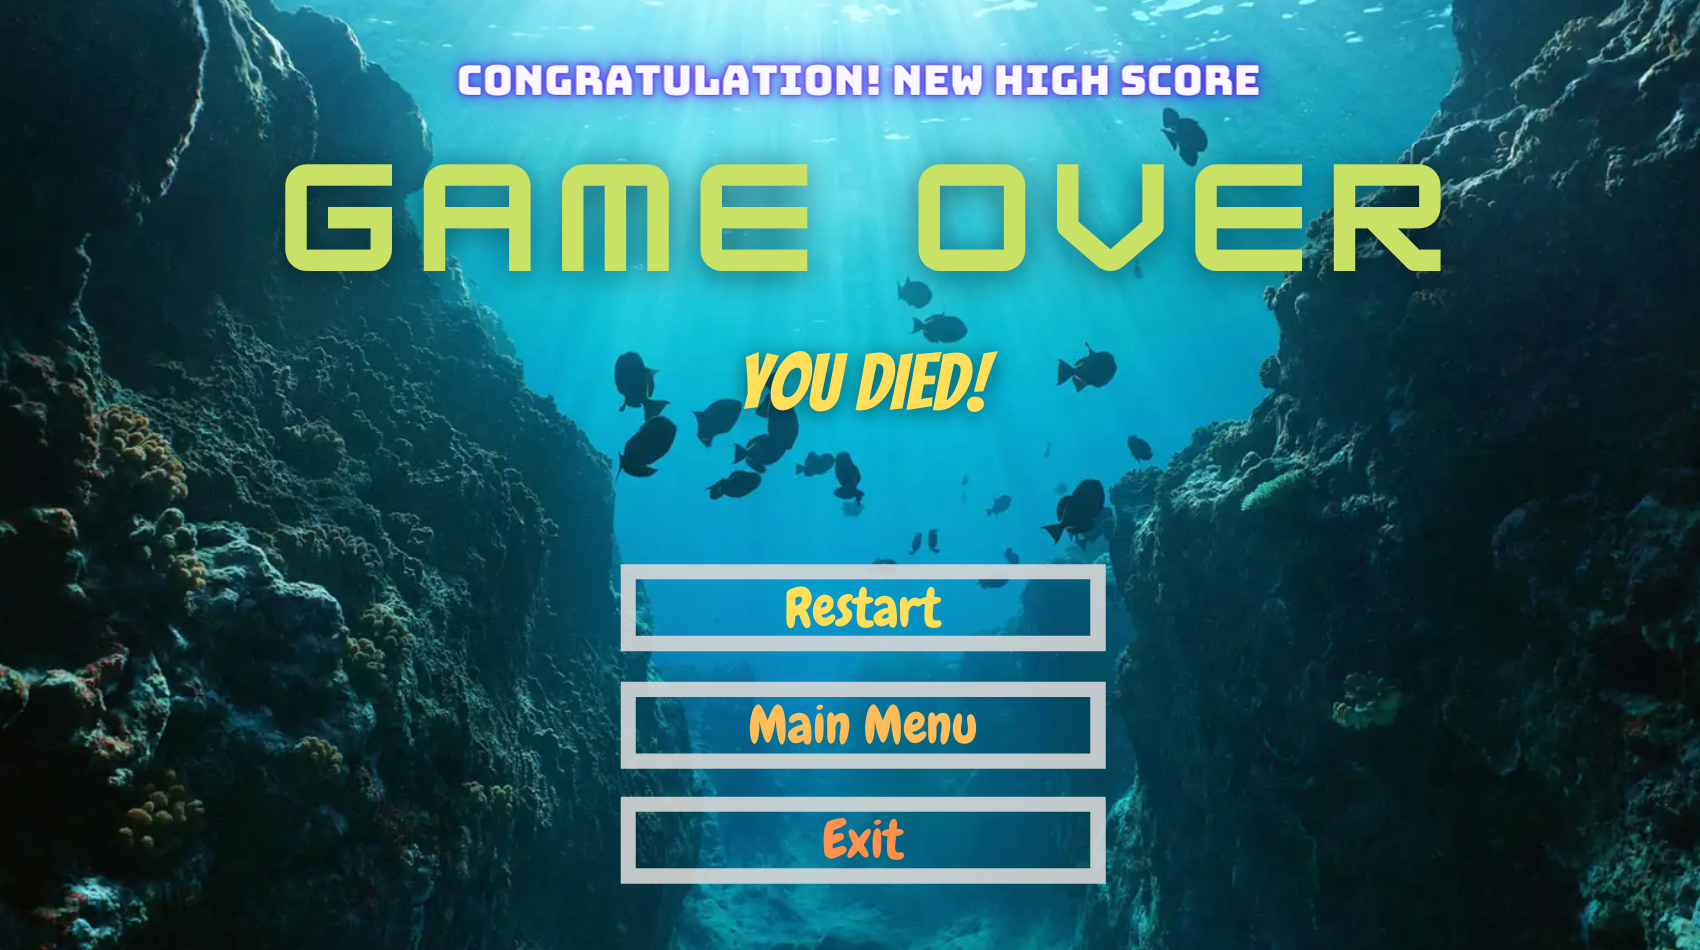 CONGRATULATION! NEW HIGH SCORE
GAME OVER
YOU DIED!
Restart
Main Menu
Exit